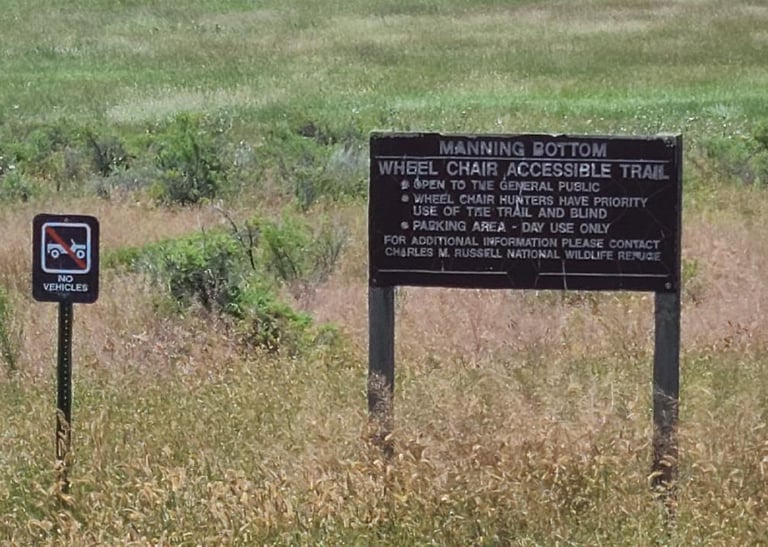 MANNING BOTTOM
WHEEL CHAIR ACCESSIBLE TRAIL
OPEN TO THE GENERAL PUBLIC
WHEEL CHAIR HUNTERS HAVE PRIORITY
USE OF THE TRAIL AND BLIND
PARKING AREA - DAY USE ONLY
FOR ADDITIONAL INFORMATION PLEASE CONTACT
CHARLES M. RUSSELL NATIONAL WILDLIFE REFUGE
NO
VEHICLES